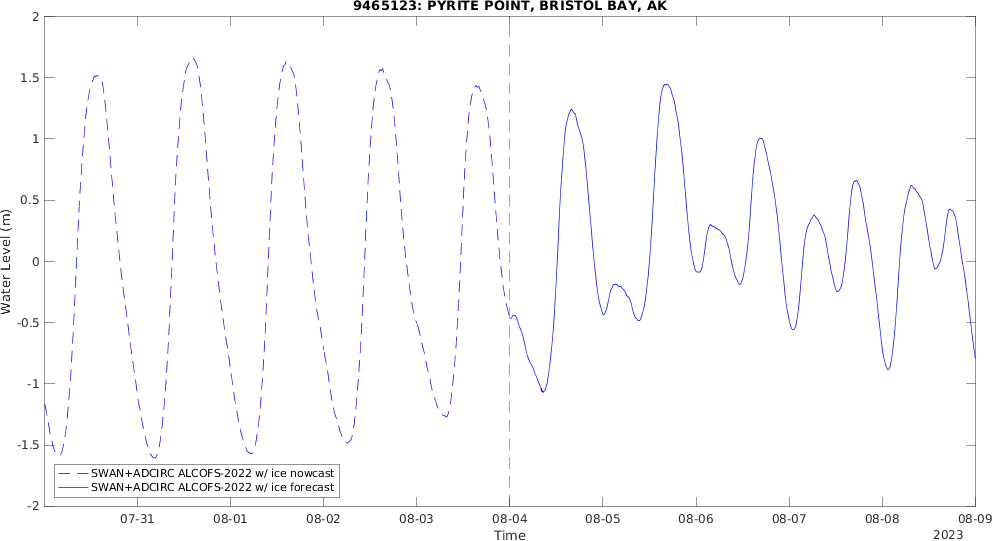 9465123: PYRITE POINT, BRISTOL BAY, AK
Water Level (m)
2
1.5
1
0.5
0
-0.5
-1
-1.5
-2
SWAN+ADCIRC ALCOFS-2022 w/ ice nowcast
SWAN+ADCIRC ALCOFS-2022 w/ ice forecast
07-31 08-01 08-02 08-03 08-04 08-05 08-06 08-07 08-08 08-09
Time
2023